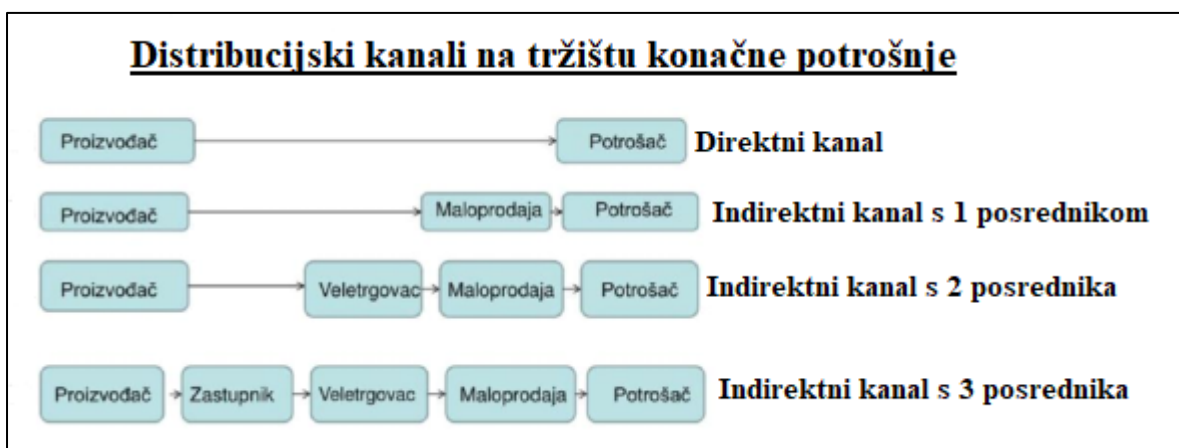 Distribucijski kanali na tržištu konačne potrošnje
Proizvođač Potrošač Direktni kanal
Proizvođač Maloprodaja Potrošač Indirektni kanal s 1 posrednikom
Proizvođač Veletrgovac Maloprodaja Potrošač Indirektni kanal s 2 posrednika
Proizvođač Zastupnik Veletrgovac Maloprodaja Potrošač Indirektni kanal s 3 posrednika